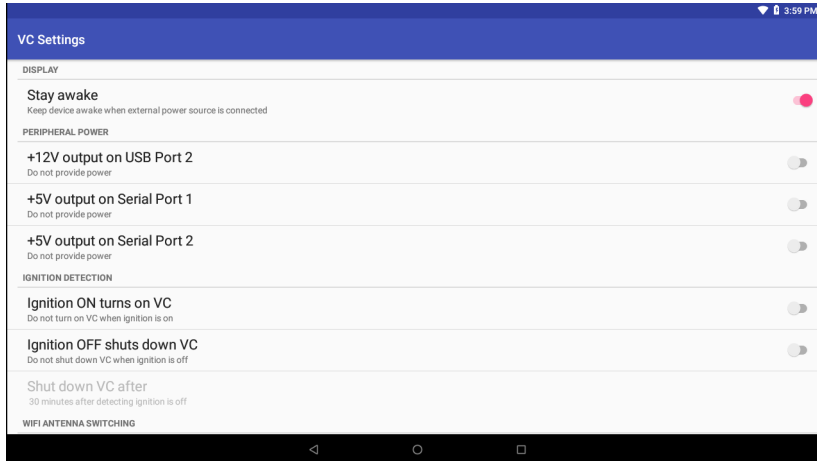 3:59 PM
VC Settings
DISPLAY
Stay awake
Keep device awake when external power source is connected
PERIPHERAL POWER
+12V output on USB Port 2
Do not provide power
+5V output on Serial Port 1
Do not provide power
+5V output on Serial Port 2
Do not provide power
IGNITION DETECTION
Ignition ON turns on VC
Do not turn on VC when ignition is on
Ignition OFF shuts down VC
Do not shut down VC when ignition is off
Shut down VC after
30 minutes after detecting ignition is off
WIFI ANTENNA SWITCHING